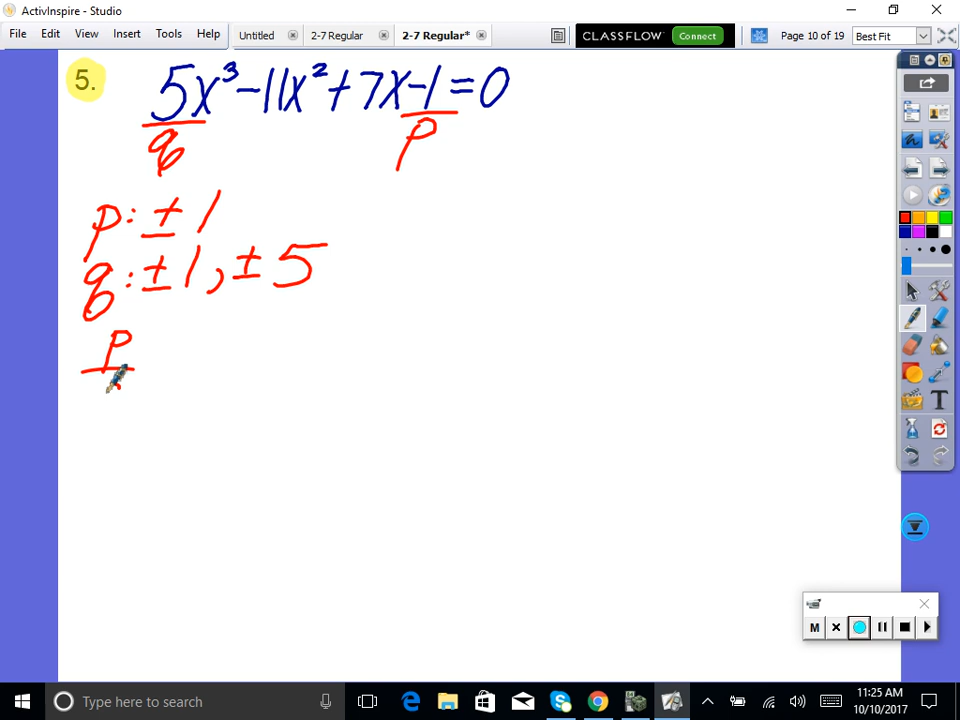 ActivInspire - Studio
File Edit View Insert Tools Help Untitled 2-7 Regular 2-7 Regular* CLASSFLOW Connect Page 10 of 19 Best Fit
5. 5x³-11x²+7x-1=0
q p
p: ± 1
q: ± 1, ± 5
p
M
Type here to search
11:25 AM
10/10/2017